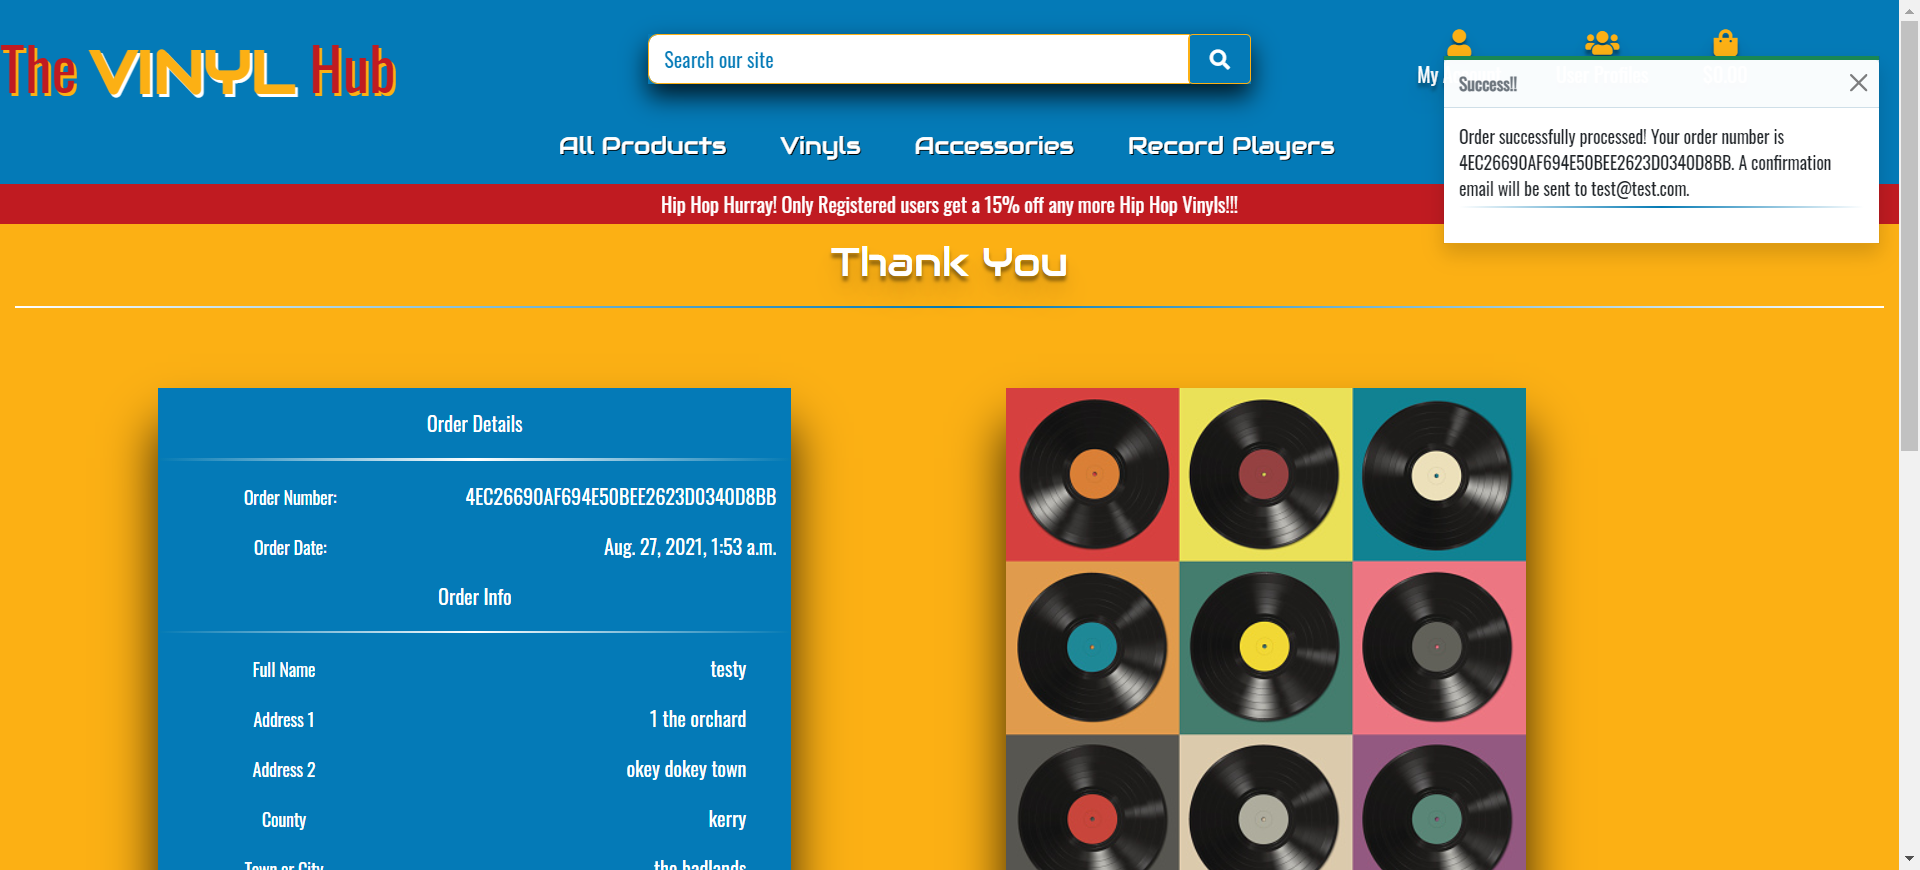 The VINYL Hub
Search our site
My
Success!!
Order successfully processed! Your order number is
4EC26690AF694E50BEE2623D0340D8BB. A confirmation
email will be sent to test@test.com.
All Products Vinyls Accessories Record Players
Hip Hop Hurray! Only Registered users get a 15% off any more Hip Hop Vinyls!!!
Thank You
Order Details
Order Number: 4EC26690AF694E50BEE2623D0340D8BB
Order Date: Aug. 27, 2021, 1:53 a.m.
Order Info
Full Name testy
Address 1 1 the orchard
Address 2 okey dokey town
County kerry
Town or City the badlands